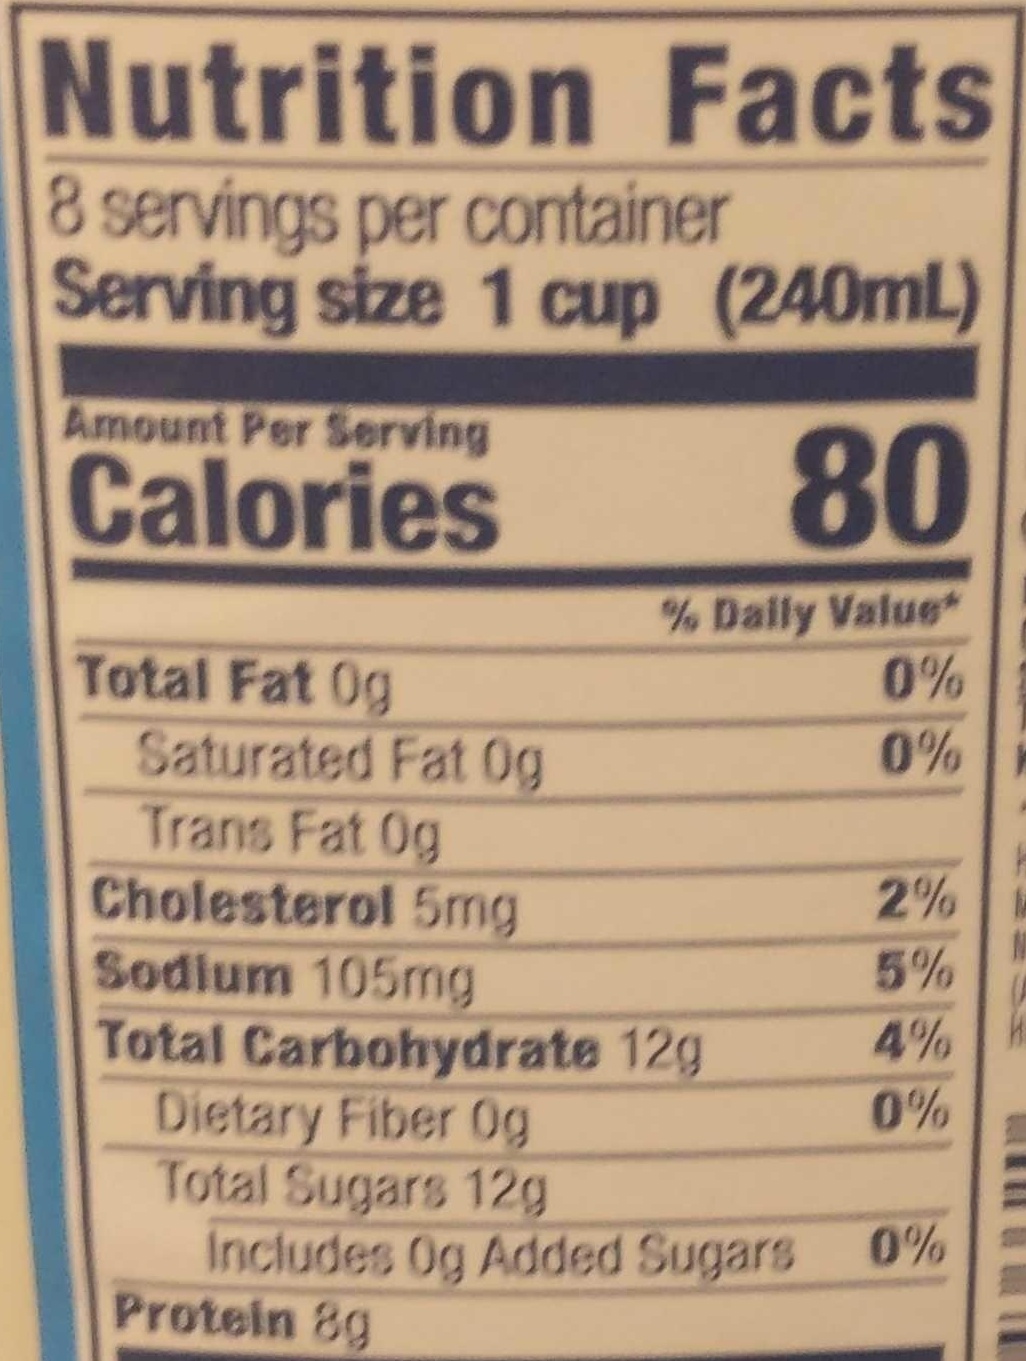 Nutrition Facts
8 servings per container
Serving size 1 cup (240mL)
Amount Per Serving
Calories 80
% Daily Value*
Total Fat 0g 0%
Saturated Fat 0g 0%
Trans Fat 0g
Cholesterol 5mg 2%
Sodium 105mg 5%
Total Carbohydrate 12g 4%
Dietary Fiber 0g 0%
Total Sugars 12g
Includes 0g Added Sugars 0%
Protein 8g